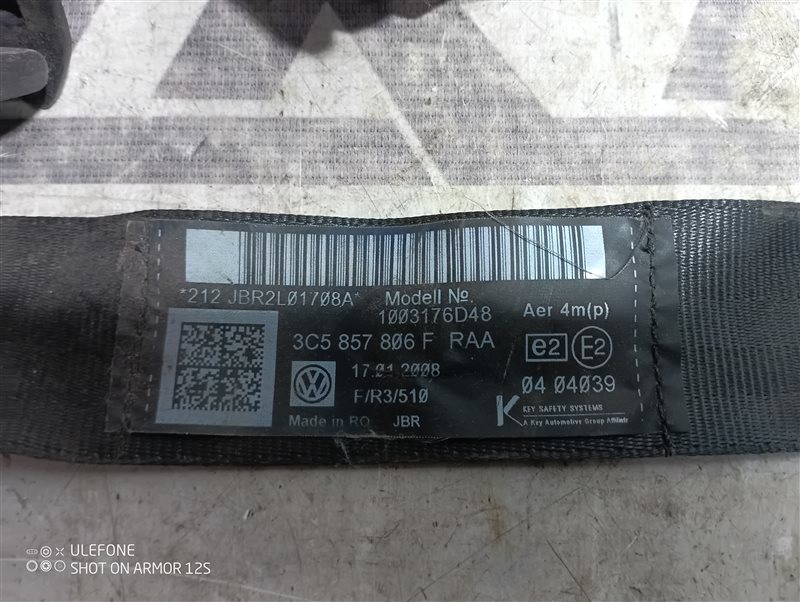 *212 JBR2L01708A*
Modell №.
1003176D48
Aer 4m(p)
3C5 857 806 F RAA
e2 E2
17.01.2008
F/R3/510
04 04039
Made in RO JBR
K KEY SAFETY SYSTEMS
A Key Automotive Group Affiliate
ULEFONE
SHOT ON ARMOR 12S